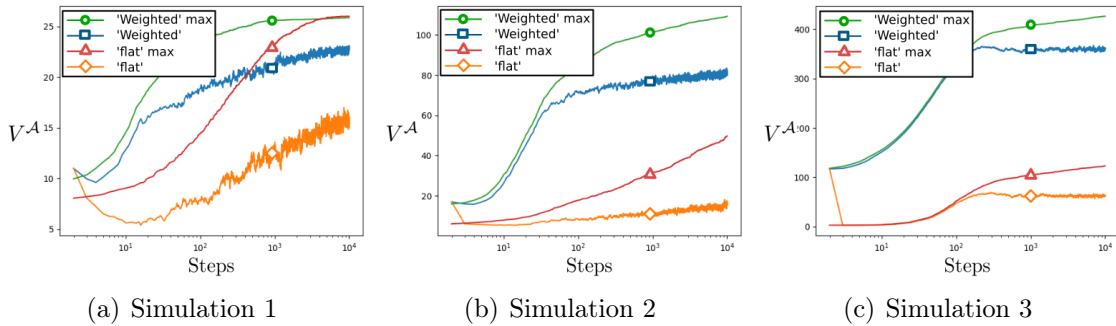 'Weighted' max
'Weighted'
'flat' max
'flat'
25
20
15
10
5
V^A
10^1
10^2
10^3
10^4
Steps
(a) Simulation 1
'Weighted' max
'Weighted'
'flat' max
'flat'
100
80
60
40
20
V^A
10^1
10^2
10^3
10^4
Steps
(b) Simulation 2
'Weighted' max
'Weighted'
'flat' max
'flat'
400
300
200
100
0
V^A
10^1
10^2
10^3
10^4
Steps
(c) Simulation 3